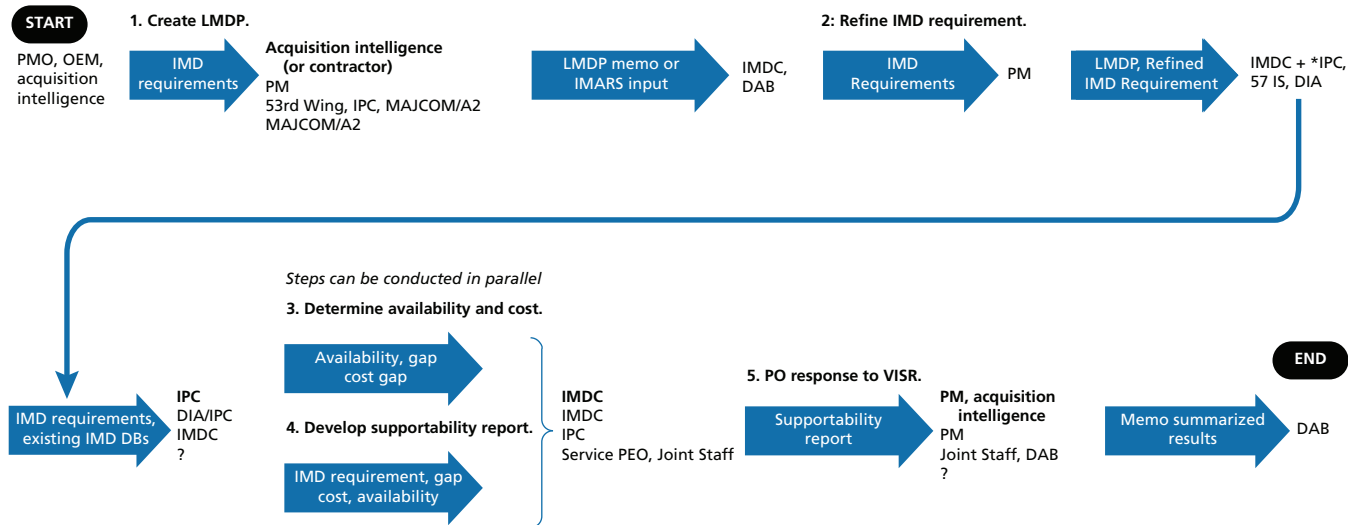 START
PMO, OEM,
acquisition
intelligence
1. Create LMDP.
IMD
requirements
Acquisition intelligence
(or contractor)
PM
53rd Wing, IPC, MAJCOM/A2
MAJCOM/A2
LMDP memo or
IMARS input
IMDC,
DAB
2: Refine IMD requirement.
IMD
Requirements
PM
LMDP, Refined
IMD Requirement
IMDC + *IPC,
57 IS, DIA
IMD requirements,
existing IMD DBs
IPC
DIA/IPC
IMDC
?
Steps can be conducted in parallel
3. Determine availability and cost.
Availability, gap
cost gap
4. Develop supportability report.
IMD requirement, gap
cost, availability
IMDC
IMDC
IPC
Service PEO, Joint Staff
5. PO response to VISR.
Supportability
report
PM, acquisition
intelligence
PM
Joint Staff, DAB
?
Memo summarized
results
END
DAB